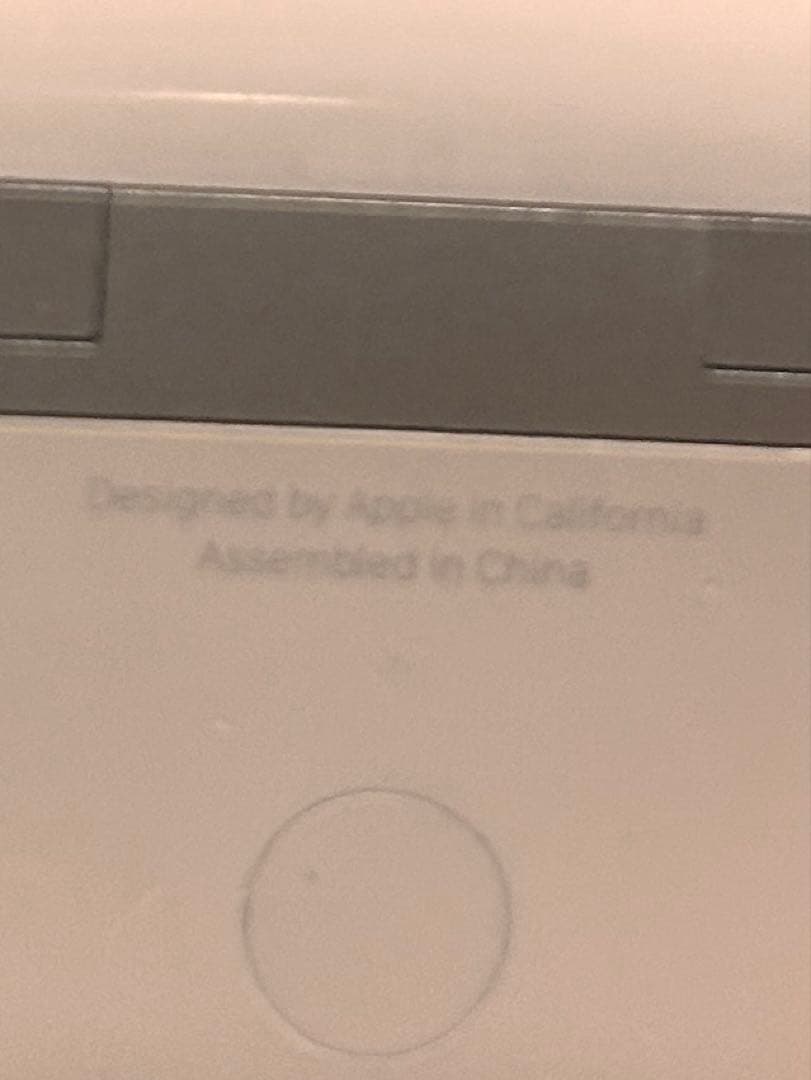 Designed by Apple in California
Assembled in China